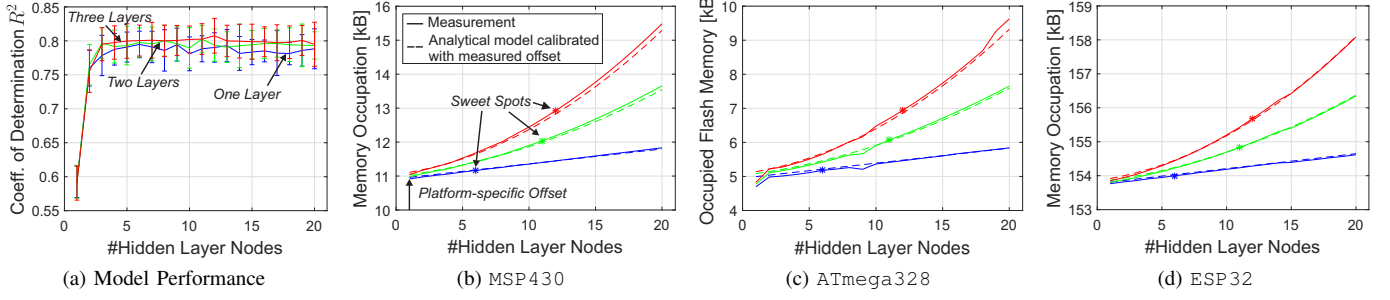 Coeff. of Determination R²
0.85
0.8
0.75
0.7
0.65
0.6
0.55
Three Layers
Two Layers
One Layer
0 5 10 15 20
#Hidden Layer Nodes
(a) Model Performance
Memory Occupation [kB]
16
15
14
13
12
11
10
Measurement
Analytical model calibrated
with measured offset
Sweet Spots
Platform-specific Offset
0 5 10 15 20
#Hidden Layer Nodes
(b) MSP430
Occupied Flash Memory [kB]
10
9
8
7
6
5
4
0 5 10 15 20
#Hidden Layer Nodes
(c) ATmega328
Memory Occupation [kB]
159
158
157
156
155
154
153
0 5 10 15 20
#Hidden Layer Nodes
(d) ESP32